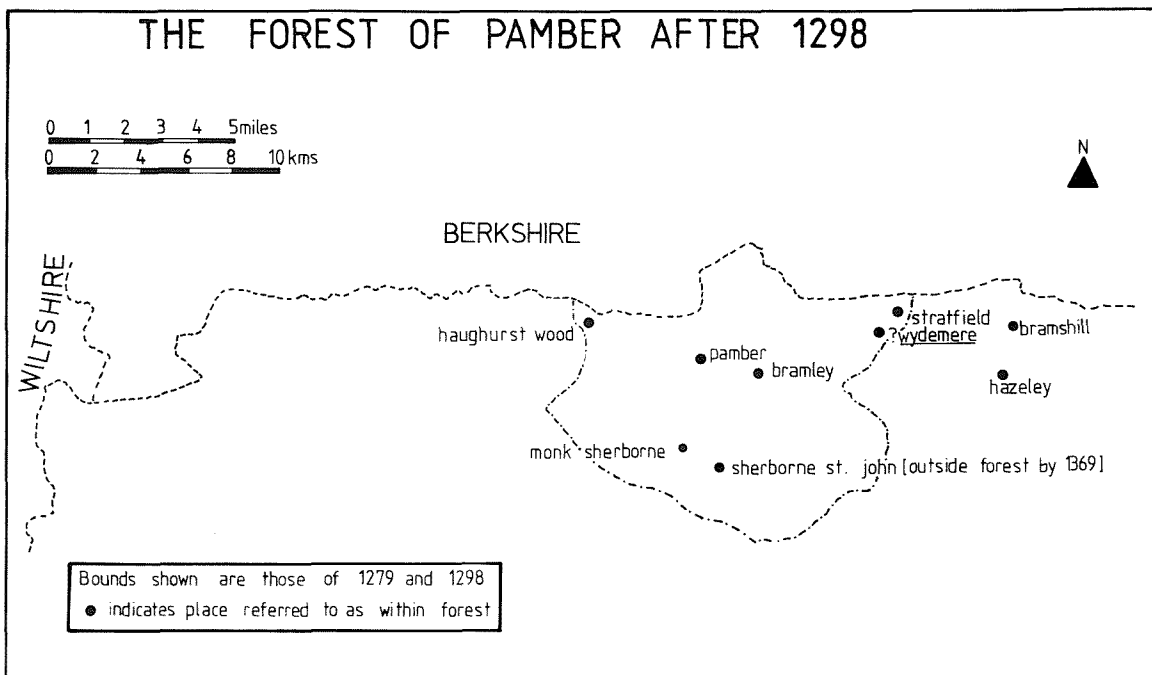 THE FOREST OF PAMBER AFTER 1298
0 1 2 3 4 5miles
0 2 4 6 8 10 kms
N
BERKSHIRE
WILTSHIRE
haughurst wood
stratfield
?wydemere
bramshill
pamber
bramley
hazeley
monk sherborne
sherborne st. john [outside forest by 1369]
Bounds shown are those of 1279 and 1298
● indicates place referred to as within forest